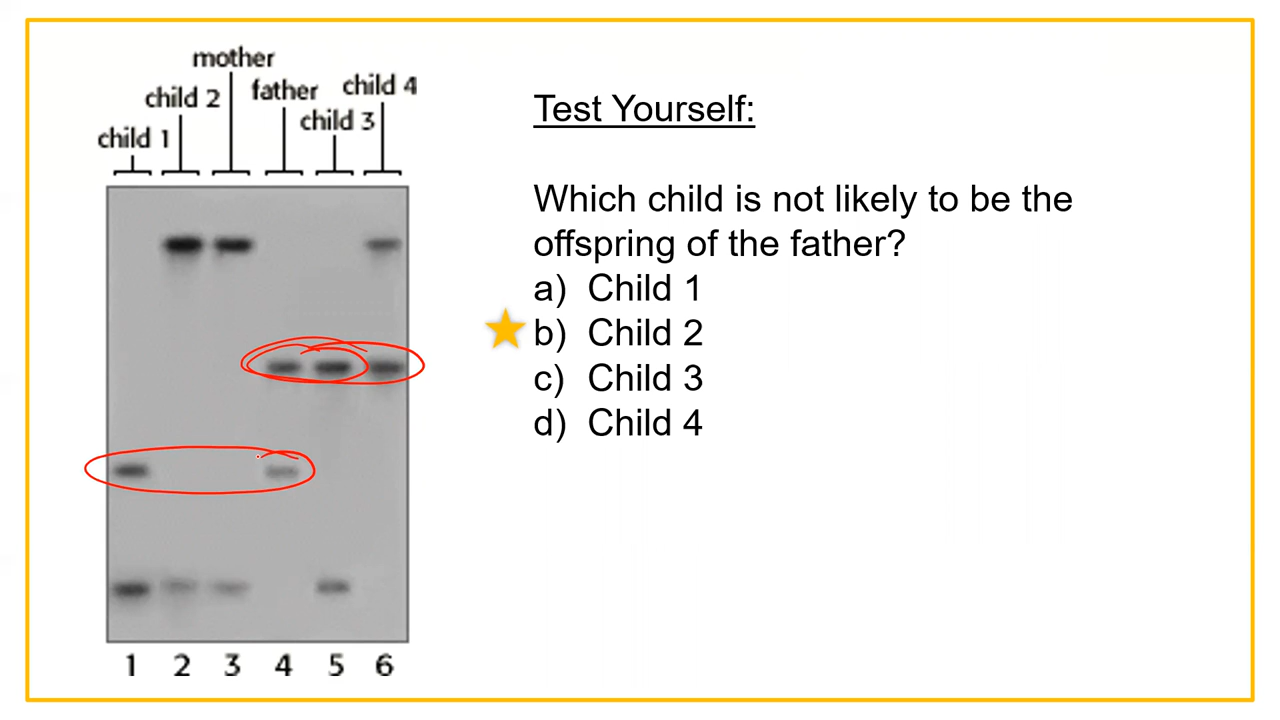 mother
child 2
father
child 4
child 3
child 1
1 2 3 4 5 6
Test Yourself:
Which child is not likely to be the
offspring of the father?
a) Child 1
b) Child 2
c) Child 3
d) Child 4